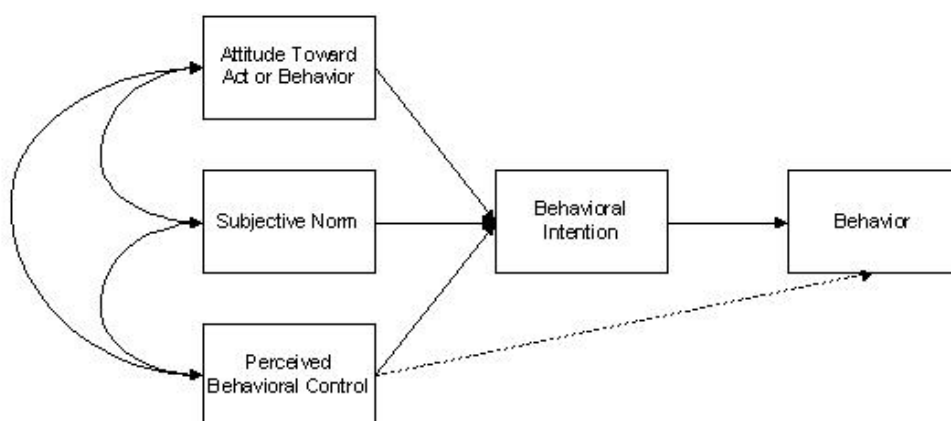 Attitude Toward
Act or Behavior
Subjective Norm
Behavioral
Intention
Behavior
Perceived
Behavioral Control